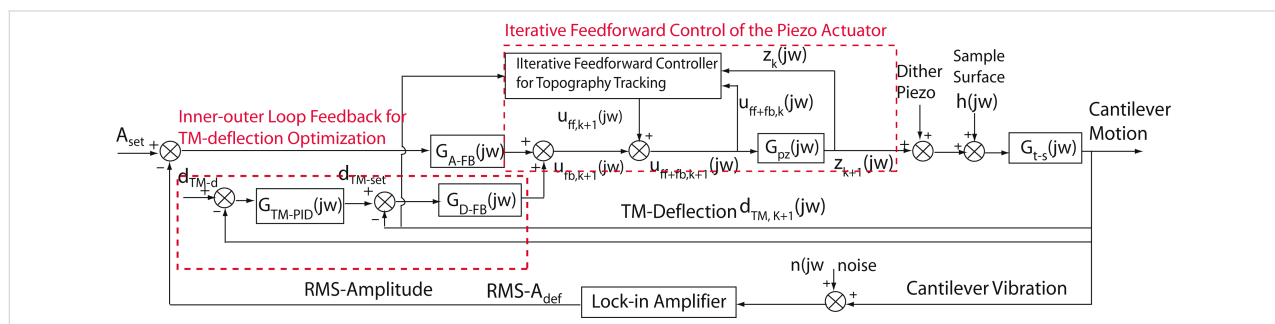 Iterative Feedforward Control of the Piezo Actuator
IIterative Feedforward Controller
for Topography Tracking
z_k(jw)
Dither
Piezo
Sample
Surface
h(jw)
Cantilever
Motion
Inner-outer Loop Feedback for
TM-deflection Optimization
u_ff,k+1(jw)
u_ff+fb,k(jw)
A_set
+
−
G_A-FB(jw)
+
+
u_fb,k+1(jw)
+
u_ff+fb,k+1(jw)
G_pz(jw)
z_k+1(jw)
+
+
+
+
G_t-s(jw)
d_TM-d
+
−
G_TM-PID(jw)
d_TM-set
+
−
G_D-FB(jw)
TM-Deflection d_TM, K+1(jw)
n(jw noise
+
+
RMS-Amplitude
RMS-A_def
Lock-in Amplifier
Cantilever Vibration